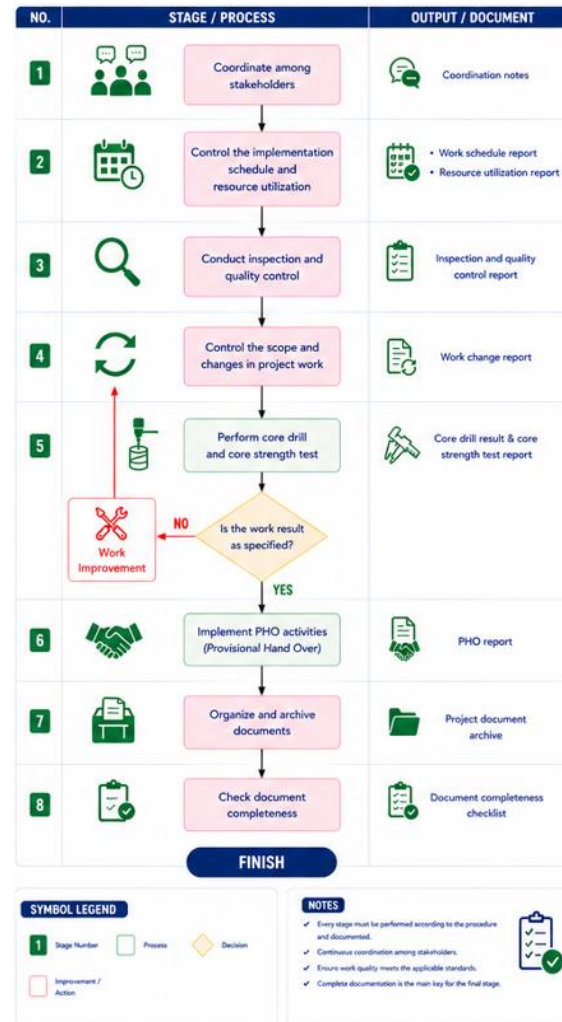 NO.
STAGE / PROCESS
OUTPUT / DOCUMENT
1
Coordinate among
stakeholders
Coordination notes
2
Control the implementation
schedule and
resource utilization
• Work schedule report
• Resource utilization report
3
Conduct inspection and
quality control
Inspection and quality
control report
4
Control the scope and
changes in project work
Work change report
5
Perform core drill
and core strength test
Core drill result & core
strength test report
Is the work result
as specified?
NO
Work
Improvement
YES
6
Implement PHO activities
(Provisional Hand Over)
PHO report
7
Organize and archive
documents
Project document
archive
8
Check document
completeness
Document completeness
checklist
FINISH
SYMBOL LEGEND
1
Stage Number
Process
Decision
Improvement /
Action
NOTES
✓ Every stage must be performed according to the procedure
and documented.
✓ Continuous coordination among stakeholders.
✓ Ensure work quality meets the applicable standards.
✓ Complete documentation is the main key for the final stage.